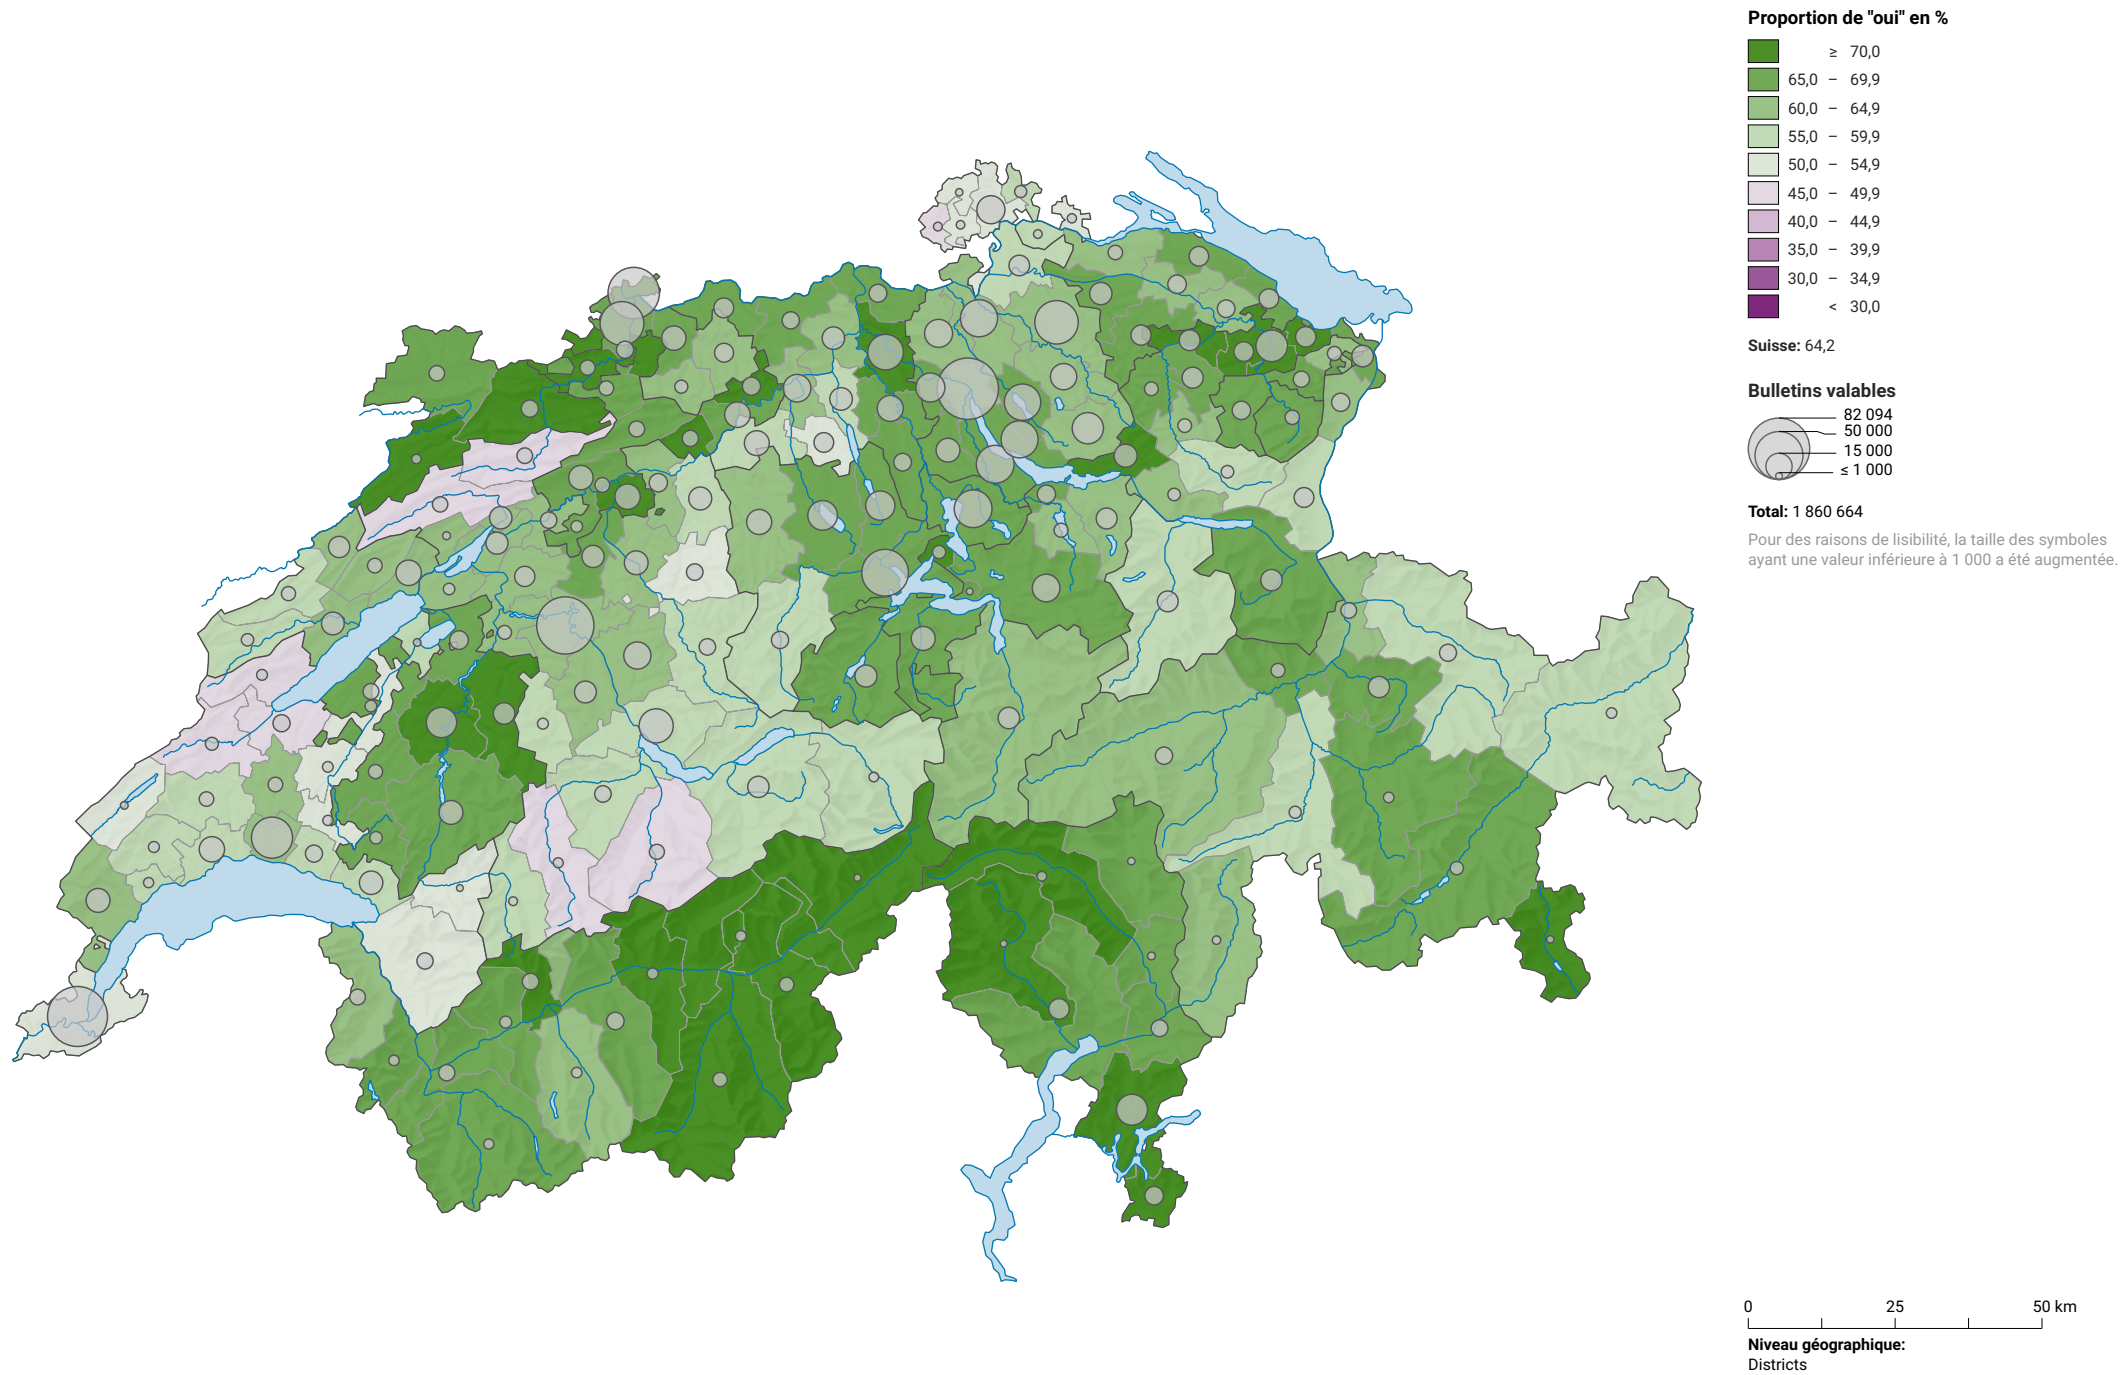 Proportion de "oui" en %
≥ 70,0
65,0 – 69,9
60,0 – 64,9
55,0 – 59,9
50,0 – 54,9
45,0 – 49,9
40,0 – 44,9
35,0 – 39,9
30,0 – 34,9
< 30,0
Suisse: 64,2
Bulletins valables
82 094
50 000
15 000
≤ 1 000
Total: 1 860 664
Pour des raisons de lisibilité, la taille des symboles
ayant une valeur inférieure à 1 000 a été augmentée.
0 25 50 km
Niveau géographique:
Districts